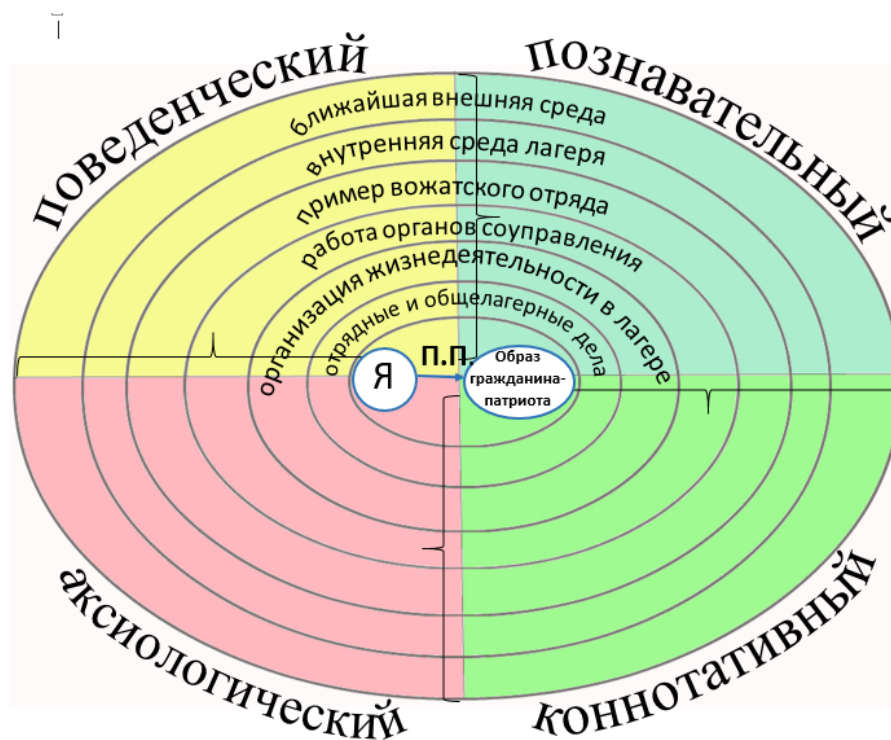 поведенческий
познавательный
ближайшая внешняя среда
внутренняя среда лагеря
пример вожатского отряда
работа органов соуправления
организация жизнедеятельности в лагере
отрядные и общелагерные дела
Я
П.П.
Образ
гражданина-
патриота
аксиологический
коннотативный